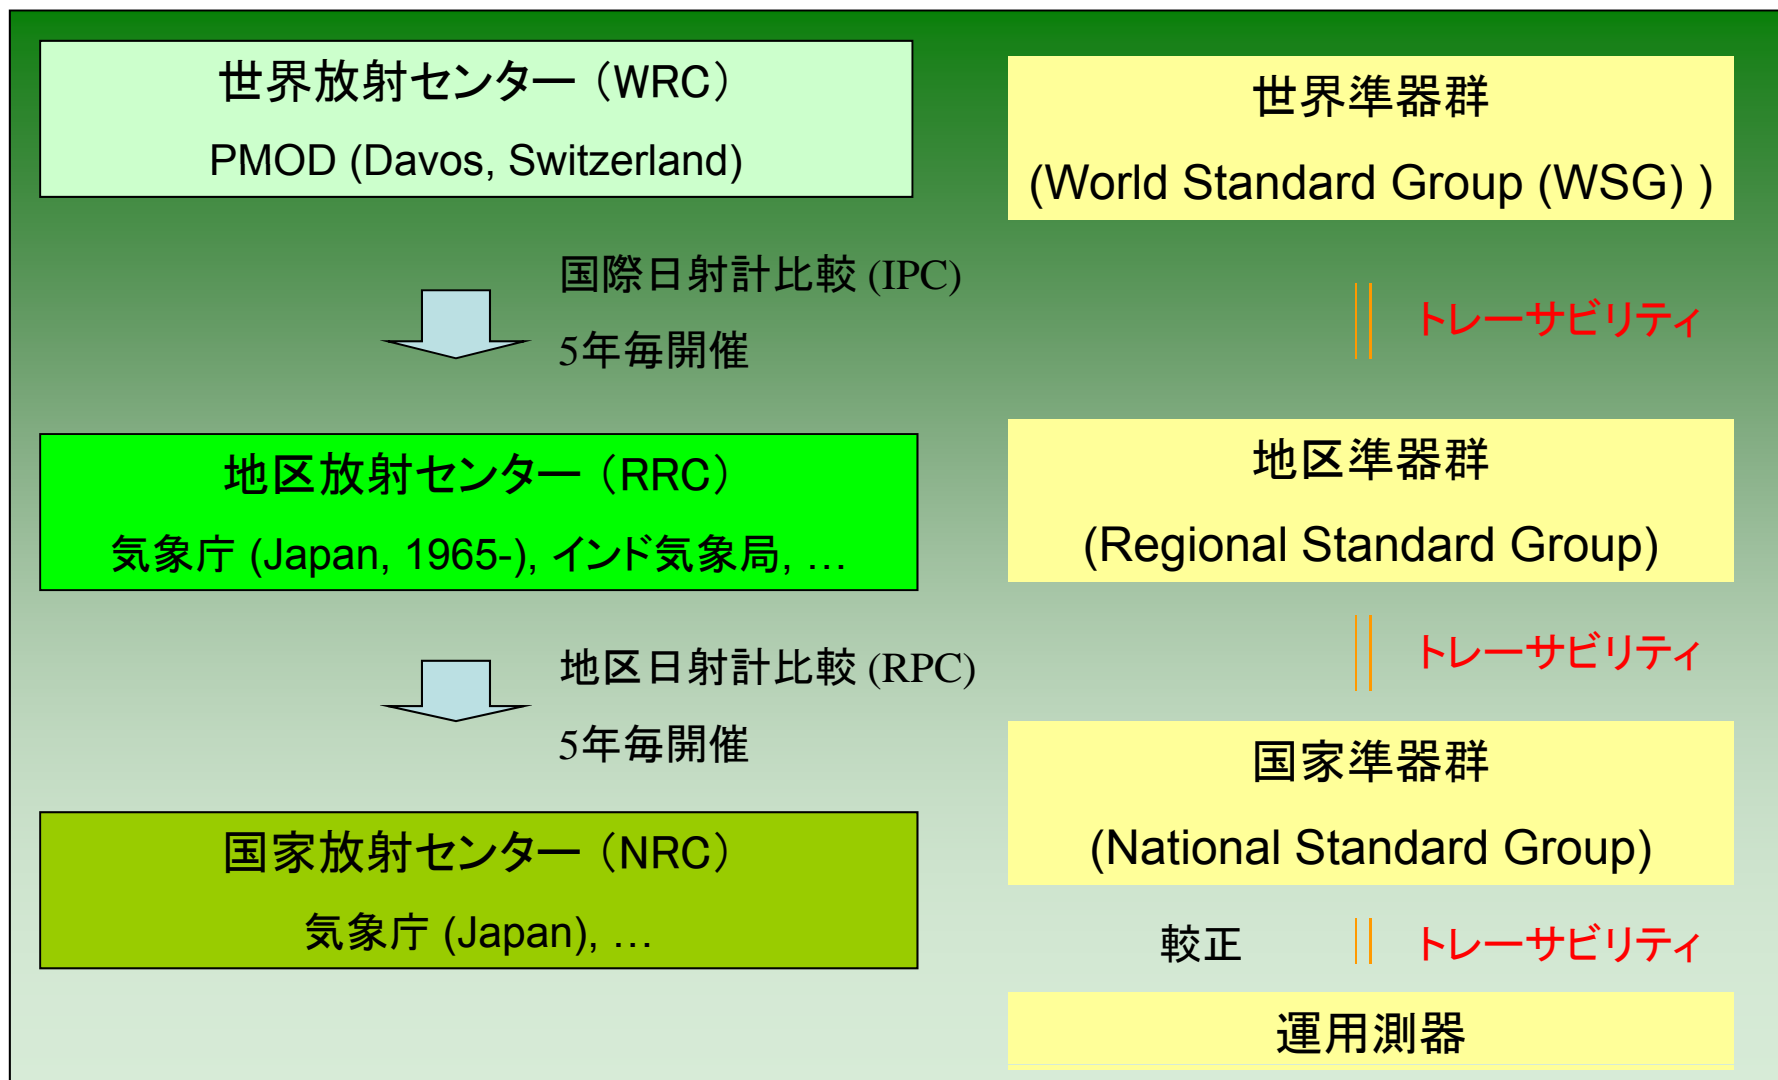 世界放射センター（WRC）
PMOD (Davos, Switzerland)
世界準器群
(World Standard Group (WSG) )
国際日射計比較 (IPC)
5年毎開催
トレーサビリティ
地区放射センター（RRC）
気象庁 (Japan, 1965-), インド気象局, …
地区準器群
(Regional Standard Group)
地区日射計比較 (RPC)
5年毎開催
トレーサビリティ
国家放射センター（NRC）
気象庁 (Japan), …
国家準器群
(National Standard Group)
較正
トレーサビリティ
運用測器